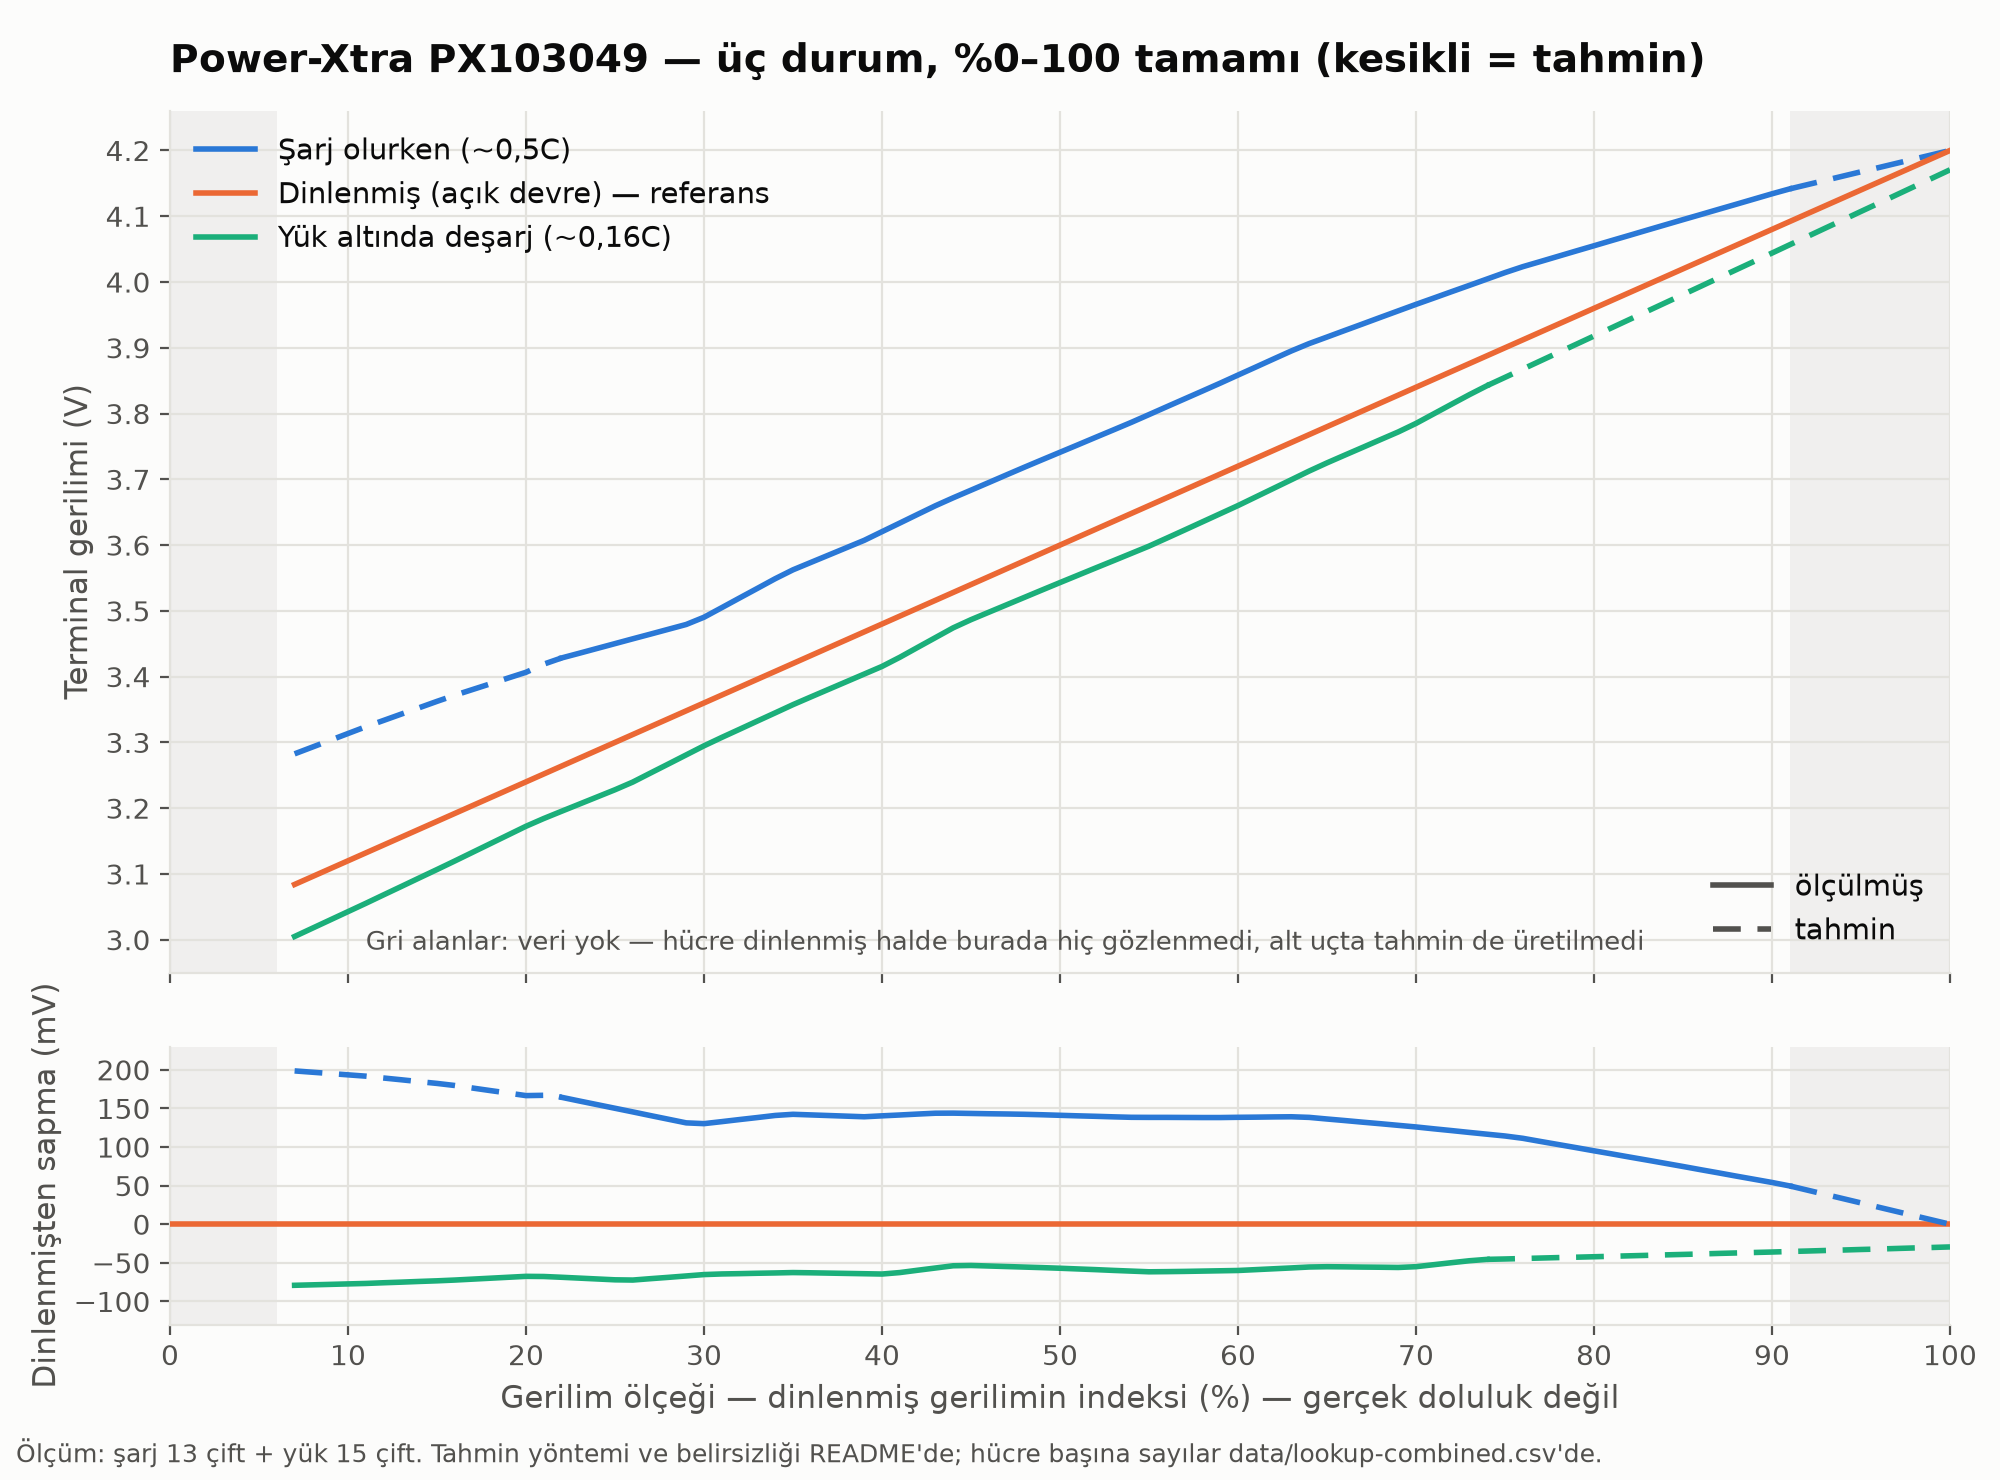 Power-Xtra PX103049 — üç durum, %0–100 tamamı (kesikli = tahmin)
Şarj olurken (~0,5C)
Dinlenmiş (açık devre) — referans
Yük altında deşarj (~0,16C)
Terminal gerilimi (V)
4.2
4.1
4.0
3.9
3.8
3.7
3.6
3.5
3.4
3.3
3.2
3.1
3.0
ölçülmüş
tahmin
Gri alanlar: veri yok — hücre dinlenmiş halde burada hiç gözlenmedi, alt uçta tahmin de üretilmedi
Dinlenmişten sapma (mV)
200
150
100
50
0
−50
−100
0 10 20 30 40 50 60 70 80 90 100
Gerilim ölçeği — dinlenmiş gerilimin indeksi (%) — gerçek doluluk değil
Ölçüm: şarj 13 çift + yük 15 çift. Tahmin yöntemi ve belirsizliği README'de; hücre başına sayılar data/lookup-combined.csv'de.